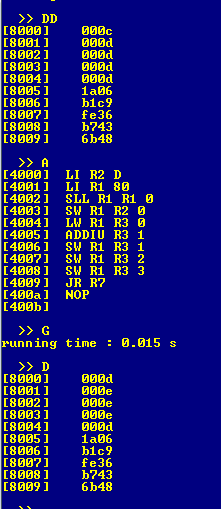 >> DD
[8000] 000c
[8001] 000d
[8002] 000d
[8003] 000d
[8004] 000d
[8005] 1a06
[8006] b1c9
[8007] fe36
[8008] b743
[8009] 6b48
>> A
[4000] LI R2 D
[4001] LI R1 80
[4002] SLL R1 R1 0
[4003] SW R1 R2 0
[4004] LW R1 R3 0
[4005] ADDIU R3 1
[4006] SW R1 R3 1
[4007] SW R1 R3 2
[4008] SW R1 R3 3
[4009] JR R7
[400a] NOP
[400b]
>> G
running time : 0.015 s
>> D
[8000] 000d
[8001] 000e
[8002] 000e
[8003] 000e
[8004] 000d
[8005] 1a06
[8006] b1c9
[8007] fe36
[8008] b743
[8009] 6b48
>>